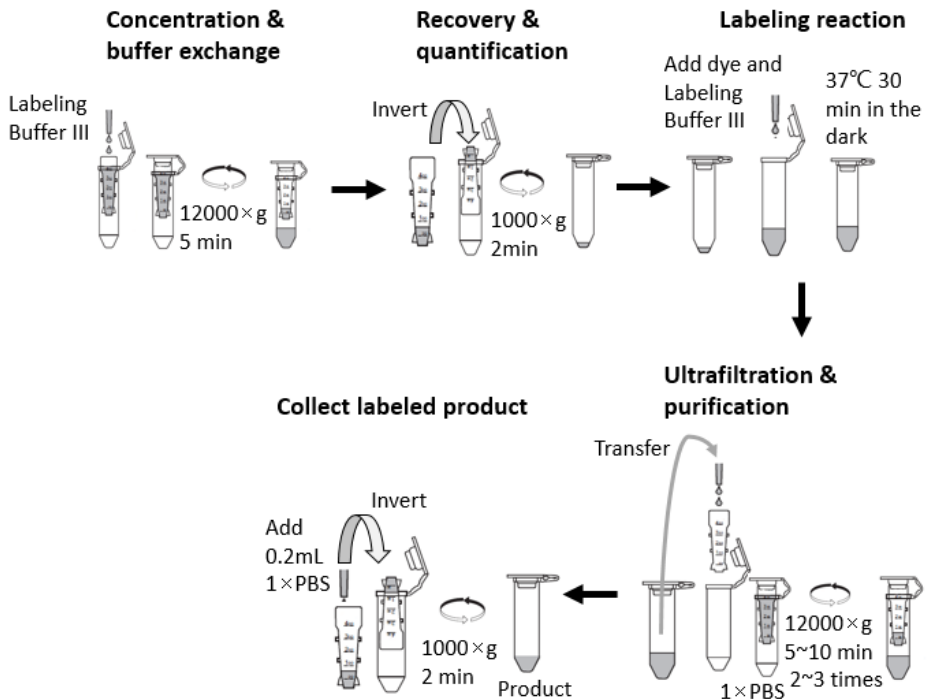 Concentration &
buffer exchange
Labeling
Buffer III
12000×g
5 min
Recovery &
quantification
Invert
1000×g
2min
Labeling reaction
Add dye and
Labeling
Buffer III
37℃ 30
min in the
dark
Ultrafiltration &
purification
Transfer
12000×g
5~10 min
2~3 times
1×PBS
Collect labeled product
Invert
Add
0.2mL
1×PBS
1000×g
2 min
Product